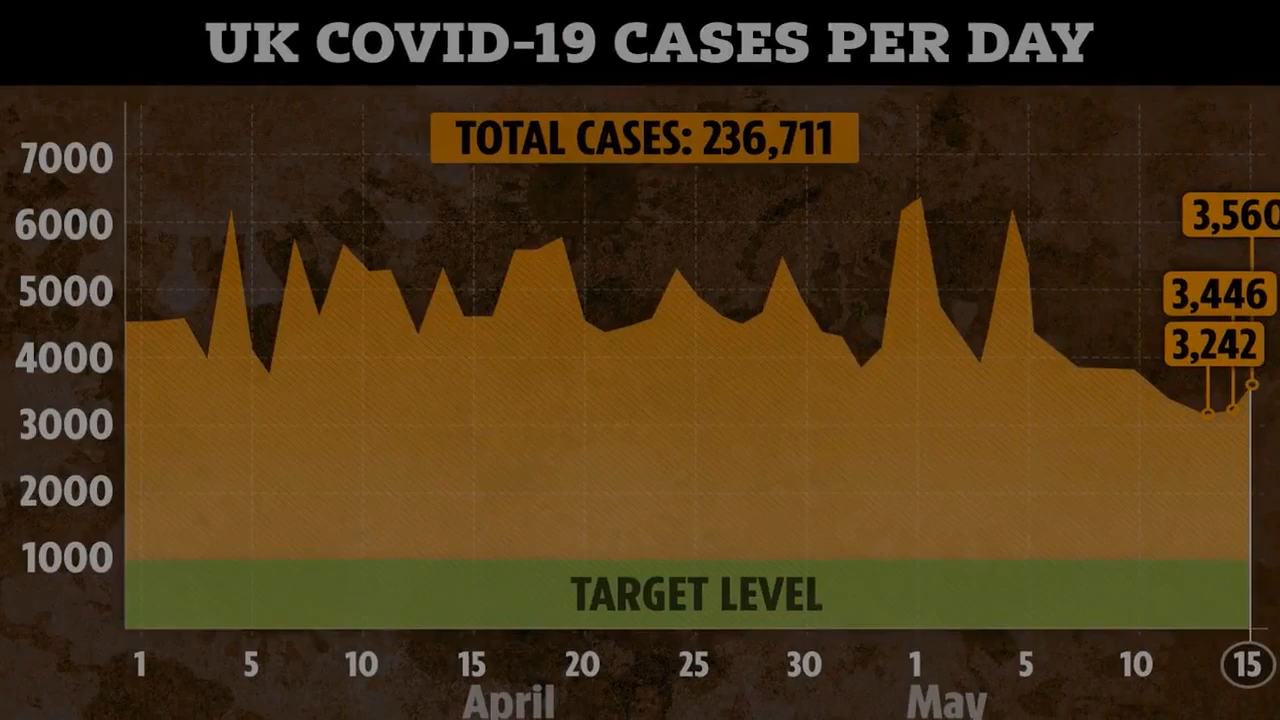 UK COVID-19 CASES PER DAY
TOTAL CASES: 236,711
7000
6000
5000
4000
3000
2000
1000
3,560
3,446
3,242
TARGET LEVEL
1 5 10 15 20 25 30 1 5 10 15
April May